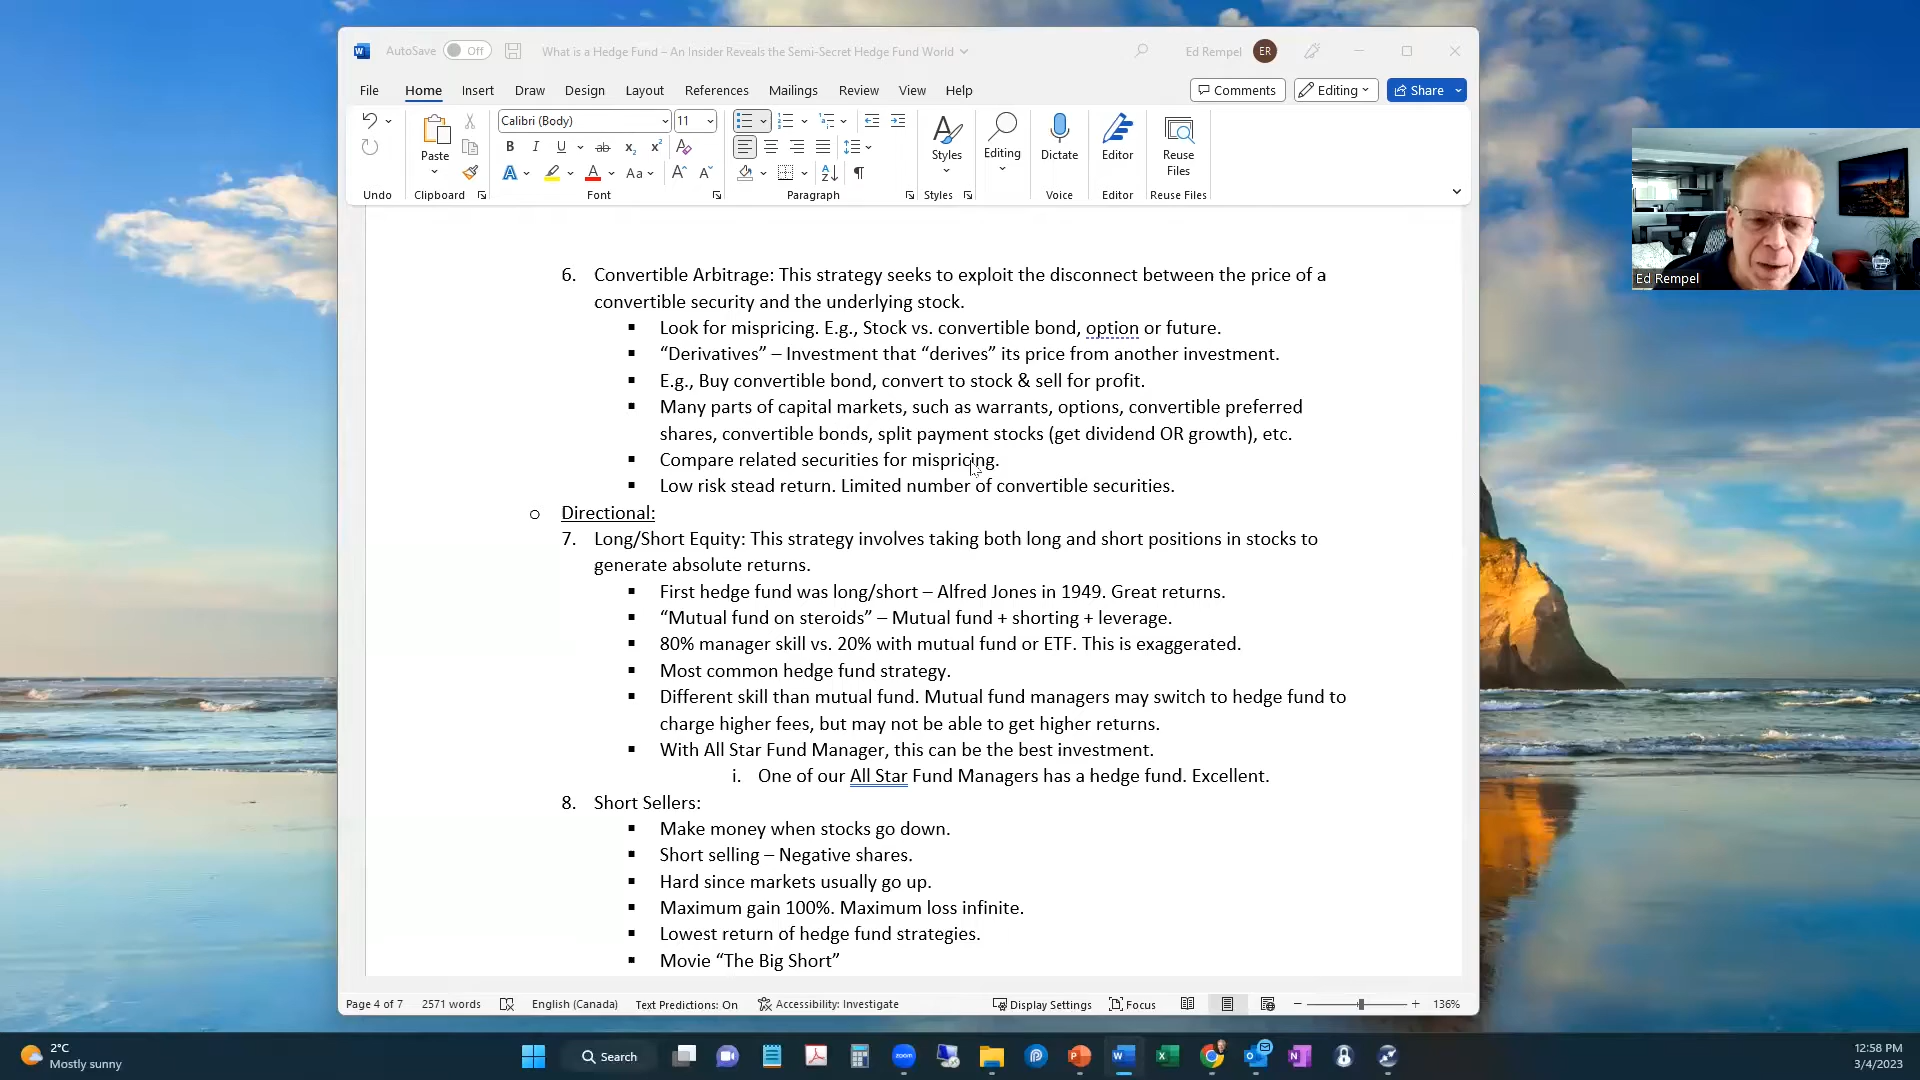 AutoSave Off What is a Hedge Fund – An Insider Reveals the Semi-Secret Hedge Fund World Ed Rempel ER
File Home Insert Draw Design Layout References Mailings Review View Help Comments Editing Share
Calibri (Body) 11
Paste Styles Editing Dictate Editor Reuse Files
Undo Clipboard Font Paragraph Styles Voice Editor Reuse Files
Ed Rempel
6. Convertible Arbitrage: This strategy seeks to exploit the disconnect between the price of a
convertible security and the underlying stock.
▪ Look for mispricing. E.g., Stock vs. convertible bond, option or future.
▪ “Derivatives” – Investment that “derives” its price from another investment.
▪ E.g., Buy convertible bond, convert to stock & sell for profit.
▪ Many parts of capital markets, such as warrants, options, convertible preferred
shares, convertible bonds, split payment stocks (get dividend OR growth), etc.
▪ Compare related securities for mispricing.
▪ Low risk stead return. Limited number of convertible securities.
o Directional:
7. Long/Short Equity: This strategy involves taking both long and short positions in stocks to
generate absolute returns.
▪ First hedge fund was long/short – Alfred Jones in 1949. Great returns.
▪ “Mutual fund on steroids” – Mutual fund + shorting + leverage.
▪ 80% manager skill vs. 20% with mutual fund or ETF. This is exaggerated.
▪ Most common hedge fund strategy.
▪ Different skill than mutual fund. Mutual fund managers may switch to hedge fund to
charge higher fees, but may not be able to get higher returns.
▪ With All Star Fund Manager, this can be the best investment.
i. One of our All Star Fund Managers has a hedge fund. Excellent.
8. Short Sellers:
▪ Make money when stocks go down.
▪ Short selling – Negative shares.
▪ Hard since markets usually go up.
▪ Maximum gain 100%. Maximum loss infinite.
▪ Lowest return of hedge fund strategies.
▪ Movie “The Big Short”
Page 4 of 7 2571 words English (Canada) Text Predictions: On Accessibility: Investigate Display Settings Focus 136%
2°C
Mostly sunny
Search
zoom
12:58 PM
3/4/2023